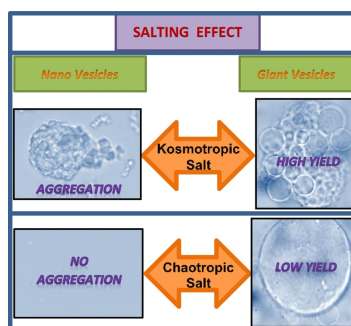 SALTING EFFECT
Nano Vesicles
Giant Vesicles
AGGREGATION
Kosmotropic
Salt
HIGH YIELD
NO
AGGREGATION
Chaotropic
Salt
LOW YIELD